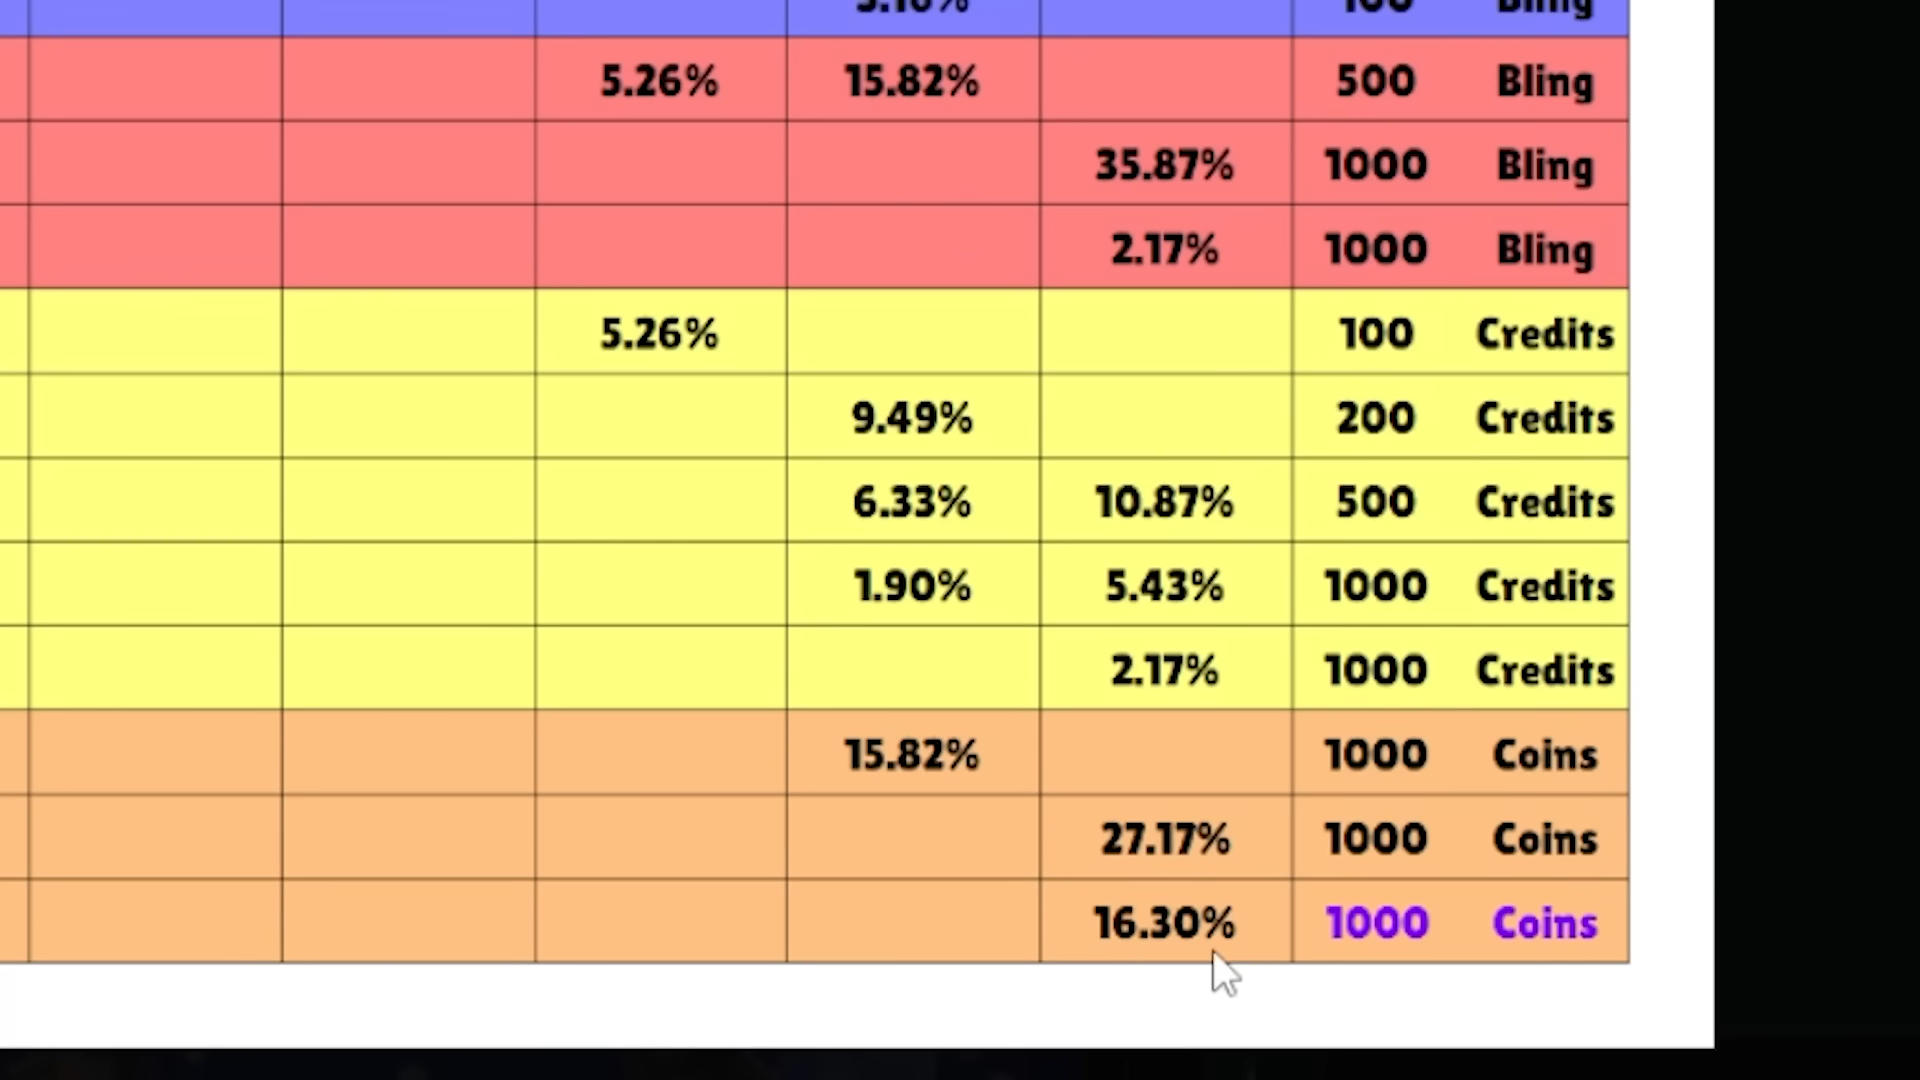 5.26% 15.82% 500 Bling
35.87% 1000 Bling
2.17% 1000 Bling
5.26% 100 Credits
9.49% 200 Credits
6.33% 10.87% 500 Credits
1.90% 5.43% 1000 Credits
2.17% 1000 Credits
15.82% 1000 Coins
27.17% 1000 Coins
16.30% 1000 Coins